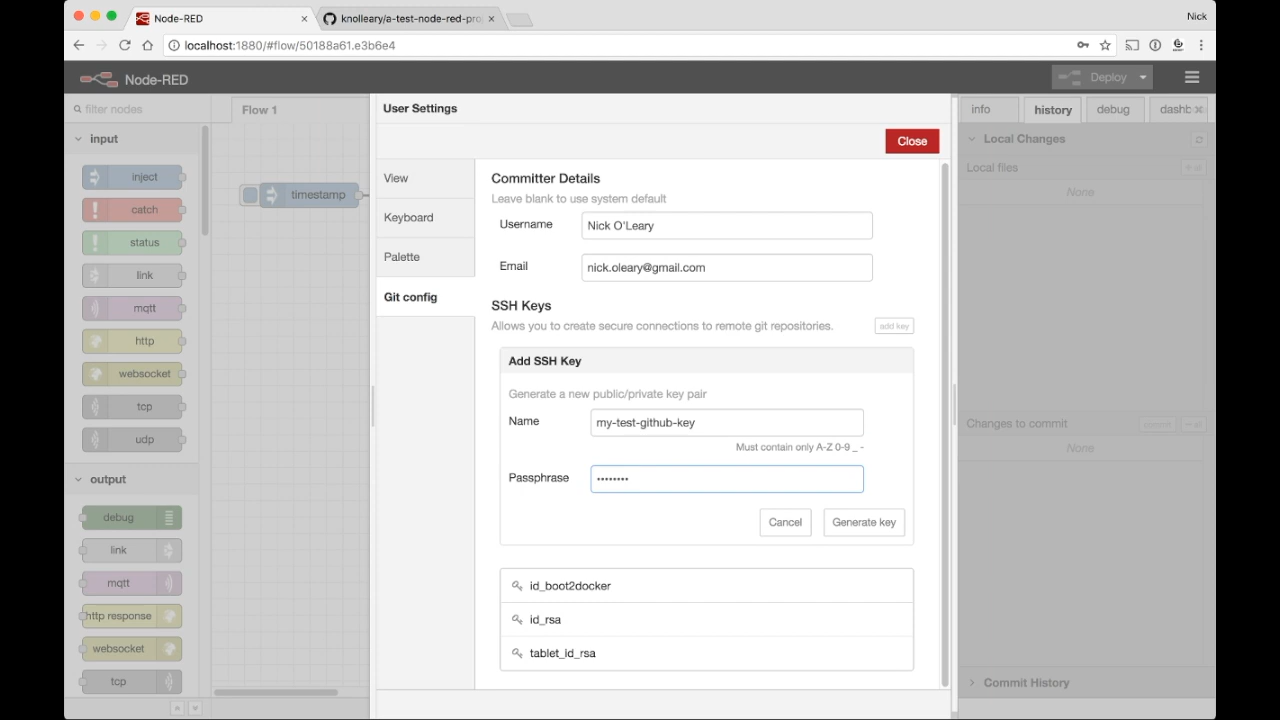 Node-RED
knolleary/a-test-node-red-pro
Nick
localhost:1880/#flow/50188a61.e3b6e4
Node-RED
Deploy
filter nodes
Flow 1
User Settings
info
history
debug
dashb
Close
input
Local Changes
Local files
None
inject
catch
status
link
mqtt
http
websocket
tcp
udp
View
Keyboard
Palette
Git config
Committer Details
Leave blank to use system default
Username
Nick O'Leary
Email
nick.oleary@gmail.com
timestamp
SSH Keys
Allows you to create secure connections to remote git repositories.
add key
Add SSH Key
Generate a new public/private key pair
Name
my-test-github-key
Must contain only A-Z 0-9 _ -
Passphrase
••••••••
Cancel
Generate key
Changes to commit
commit
None
output
debug
link
mqtt
http response
websocket
tcp
id_boot2docker
id_rsa
tablet_id_rsa
Commit History